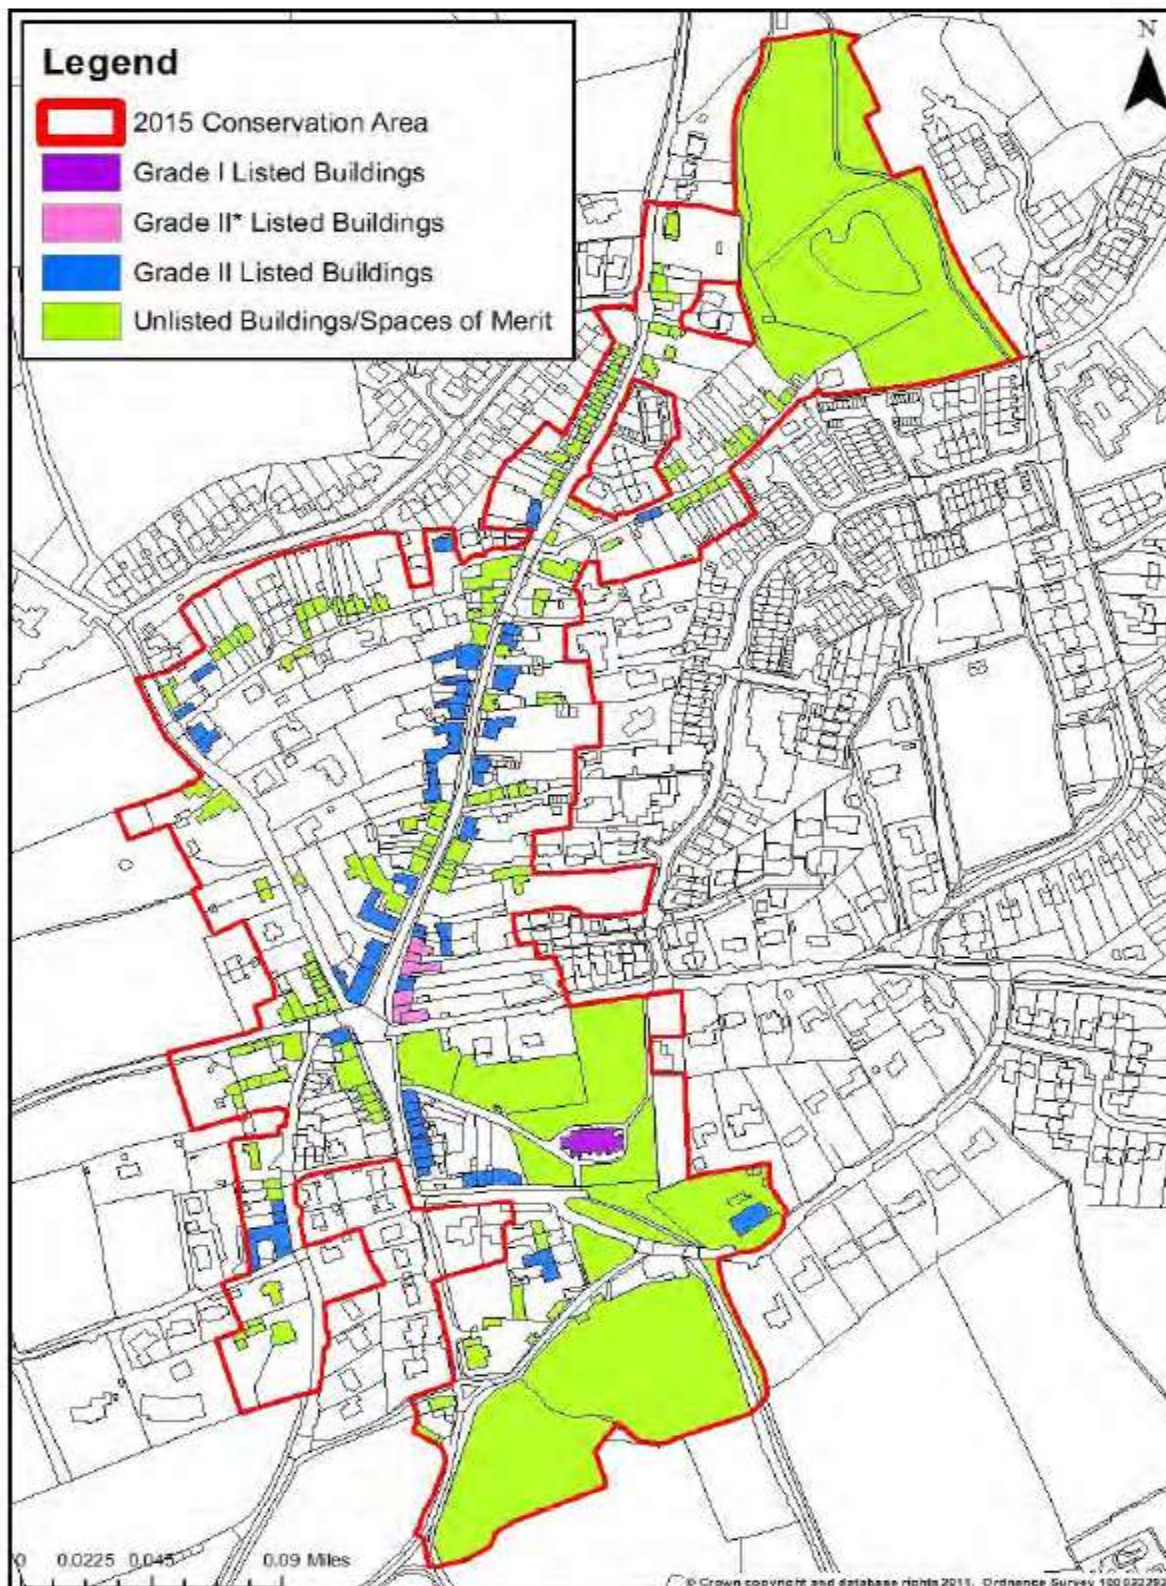 Legend
2015 Conservation Area
Grade I Listed Buildings
Grade II* Listed Buildings
Grade II Listed Buildings
Unlisted Buildings/Spaces of Merit
N
0 0.0225 0.045 0.09 Miles
© Crown copyright and database rights 2011. Ordnance Survey